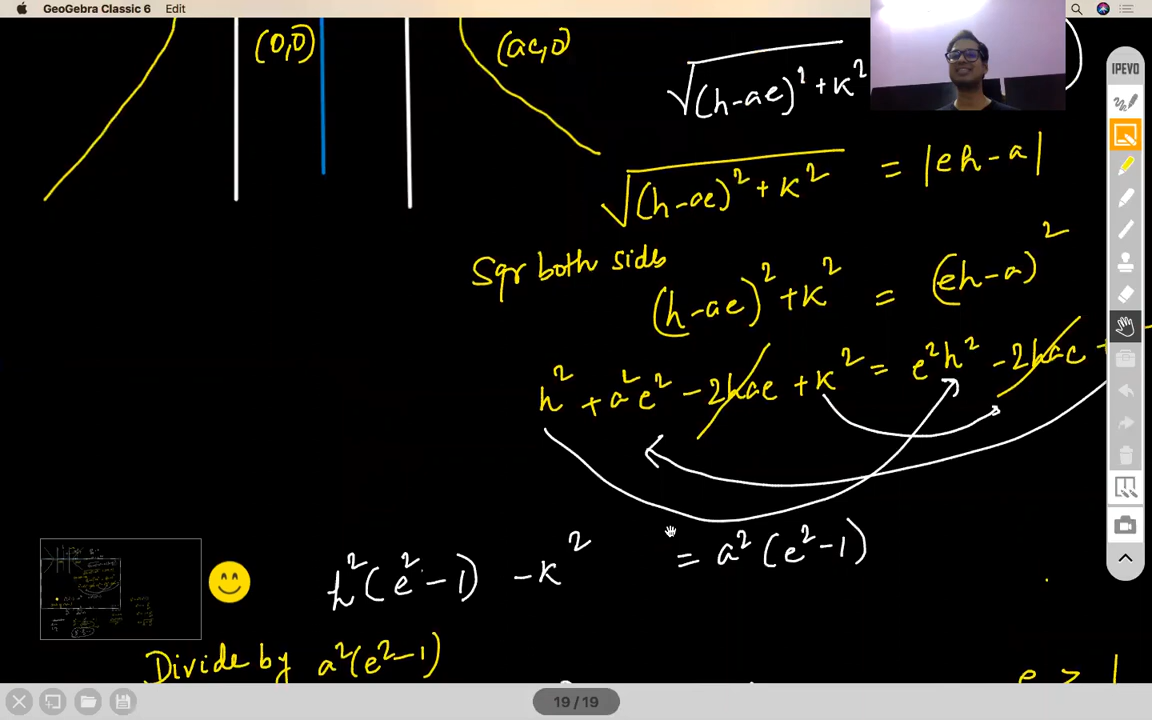 GeoGebra Classic 6 Edit
(0,0) (ae,0)
√(h-ae)² + k²
IPEVO
√(h-ae)² + k² = |eh-a|
Sqr both side
(h-ae)² + k² = (eh-a)²
h² + a²e² - 2hae + k² = e²h² - 2hae +
h²(e²-1) - k² = a²(e²-1)
Divide by a²(e²-1)
e > 1
19 / 19